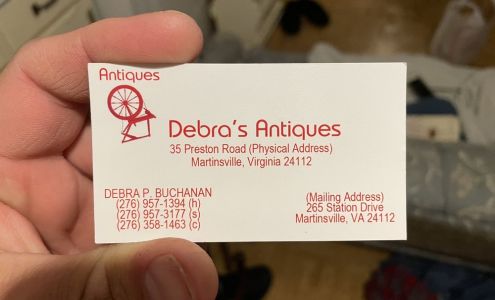 Antiques
Debra's Antiques
35 Preston Road (Physical Address)
Martinsville, Virginia 24112
DEBRA P. BUCHANAN
(276) 957-1394 (h)
(276) 957-3177 (s)
(276) 358-1463 (c)
(Mailing Address)
265 Station Drive
Martinsville, VA 24112